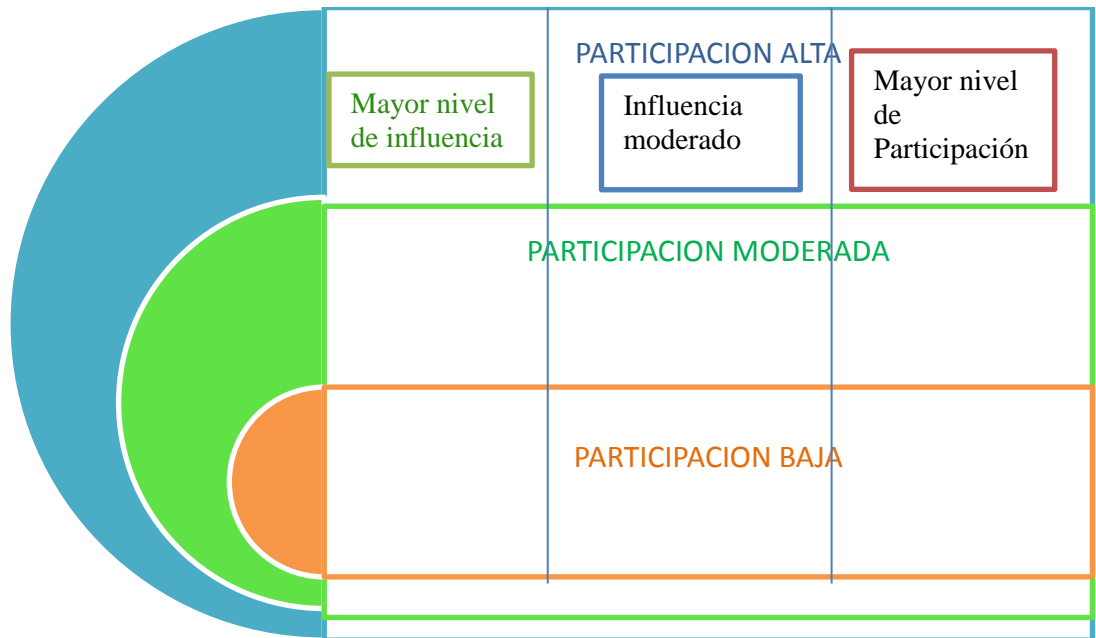 PARTICIPACION ALTA
Mayor nivel
de influencia
Influencia
moderado
Mayor nivel
de
Participación
PARTICIPACION MODERADA
PARTICIPACION BAJA